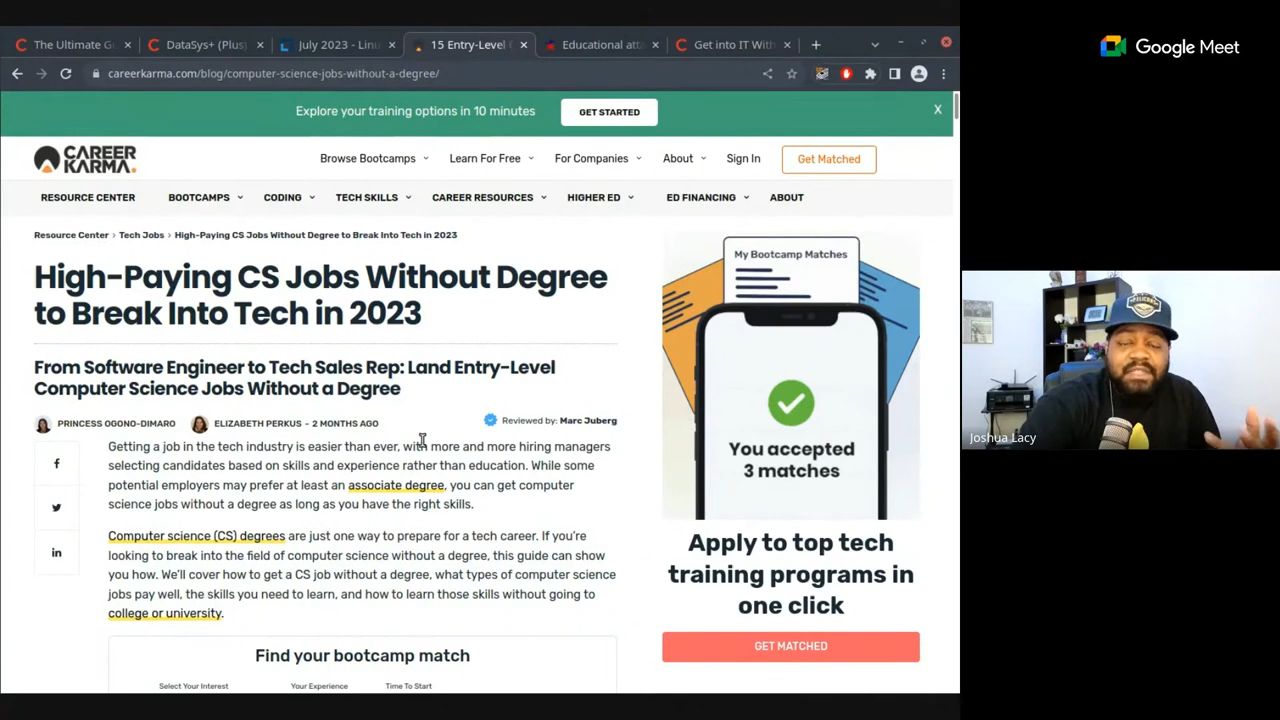 The Ultimate G
DataSys+ (Plus)
July 2023 - Linu
15 Entry-Level
Educational atta
Get into IT With
careerkarma.com/blog/computer-science-jobs-without-a-degree/
Google Meet
Explore your training options in 10 minutes
GET STARTED
X
CAREER
KARMA.
Browse Bootcamps
Learn For Free
For Companies
About
Sign In
Get Matched
RESOURCE CENTER
BOOTCAMPS
CODING
TECH SKILLS
CAREER RESOURCES
HIGHER ED
ED FINANCING
ABOUT
Resource Center > Tech Jobs > High-Paying CS Jobs Without Degree to Break Into Tech in 2023
High-Paying CS Jobs Without Degree
to Break Into Tech in 2023
From Software Engineer to Tech Sales Rep: Land Entry-Level
Computer Science Jobs Without a Degree
PRINCESS OGONO-DIMARO
ELIZABETH PERKUS - 2 MONTHS AGO
Reviewed by: Marc Juberg
Getting a job in the tech industry is easier than ever, with more and more hiring managers
selecting candidates based on skills and experience rather than education. While some
potential employers may prefer at least an associate degree, you can get computer
science jobs without a degree as long as you have the right skills.
Computer science (CS) degrees are just one way to prepare for a tech career. If you're
looking to break into the field of computer science without a degree, this guide can show
you how. We'll cover how to get a CS job without a degree, what types of computer science
jobs pay well, the skills you need to learn, and how to learn those skills without going to
college or university.
Find your bootcamp match
Select Your Interest
Your Experience
Time To Start
My Bootcamp Matches
You accepted
3 matches
Apply to top tech
training programs in
one click
GET MATCHED
Joshua Lacy